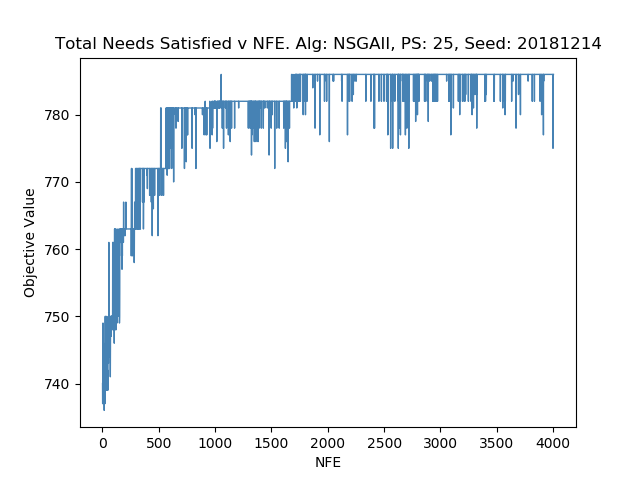 Total Needs Satisfied v NFE. Alg: NSGAII, PS: 25, Seed: 20181214
780
770
760
750
740
Objective Value
0 500 1000 1500 2000 2500 3000 3500 4000
NFE